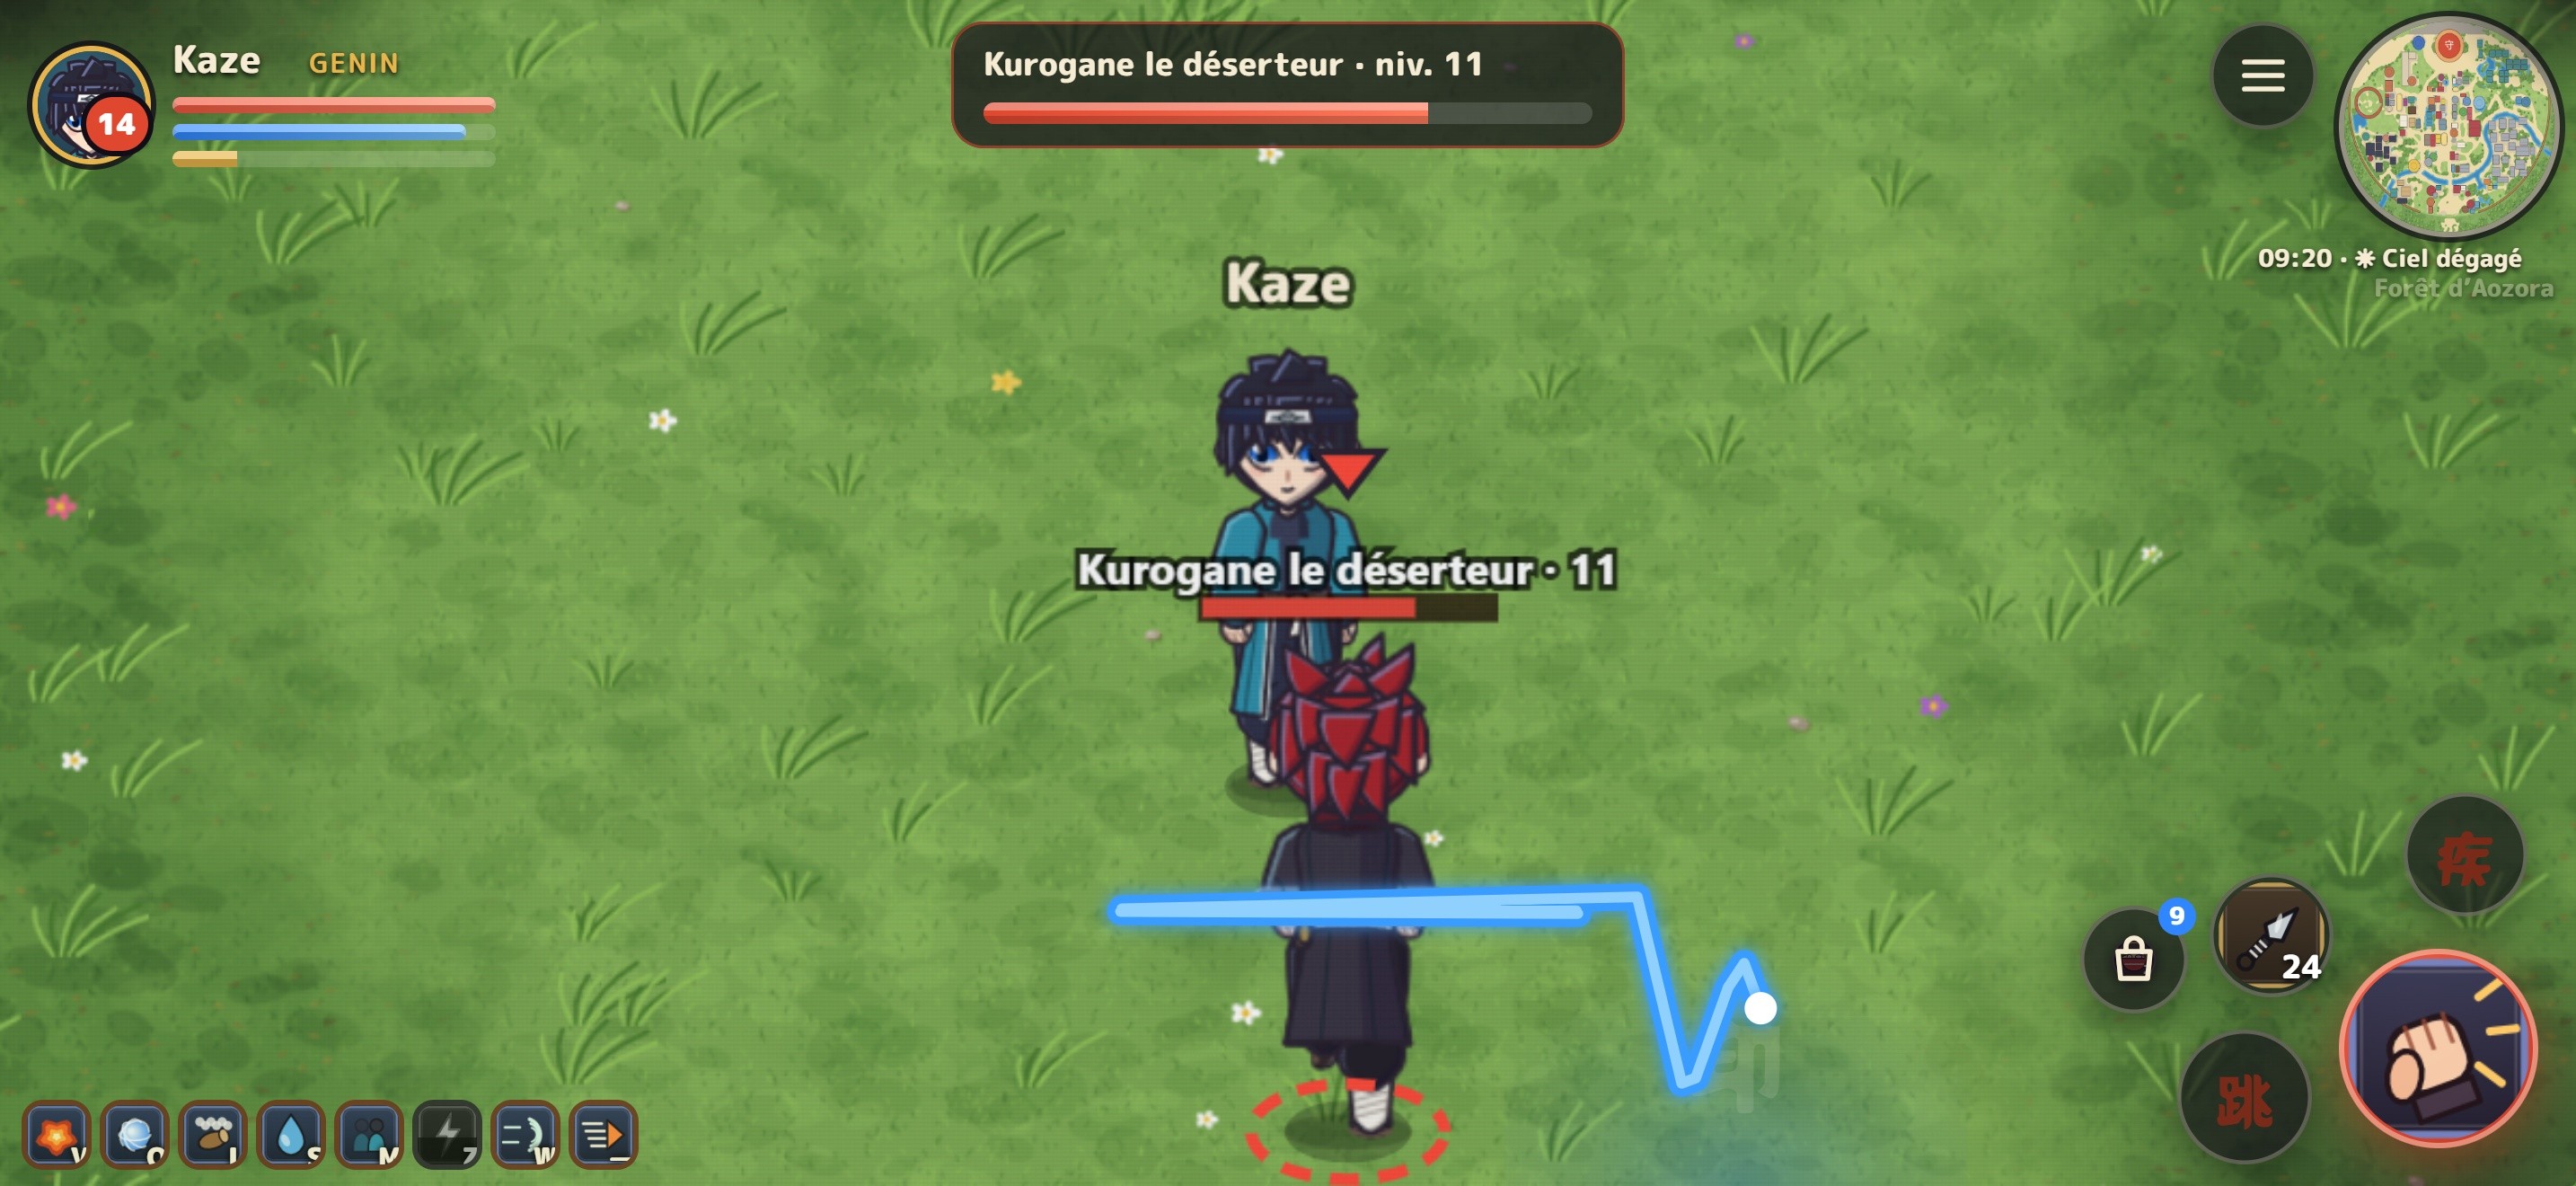 Kaze GENIN
14
Kurogane le déserteur · niv. 11
09:20 · ☀ Ciel dégagé
Forêt d'Aozora
Kaze
Kurogane le déserteur · 11
疾
9
24
跳
V
O
I
S
M
7
W
_